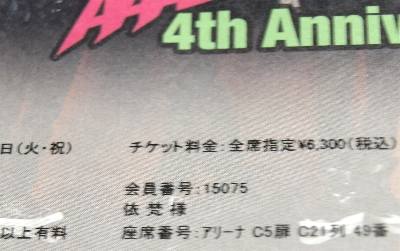 4th Anniv
日(火・祝) チケット料金:全席指定¥6,300(税込)
会員番号:15075
依梵様
以上有料 座席番号:アリーナ C5扉 C21列 49番